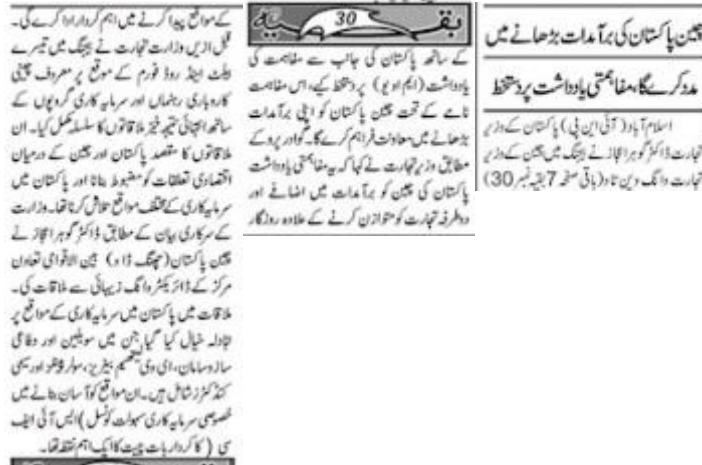 چین پاکستان کی برآمدات بڑھانے میں
مدد کرے گا، مفاہمتی یادداشت پر دستخط
اسلام آباد (آئی این پی) پاکستان کے وزیر
تجارت ڈاکٹر گوہر اعجاز نے بیجنگ میں چین کے وزیر
تجارت وانگ وین تاو (باقی صفحہ 7 بقیہ نمبر 30)
بقیہ 30
کے ساتھ پاکستان کی جانب سے مفاہمت کی
یادداشت (ایم او یو) پر دستخط کیے، اس مفاہمت
نامے کے تحت چین پاکستان کو اپنی برآمدات
بڑھانے میں معاونت فراہم کرے گا۔ گوادر پرو کے
مطابق وزیر تجارت نے کہا کہ یہ مفاہمتی یادداشت
پاکستان کی چین کو برآمدات میں اضافے اور
دوطرفہ تجارت کو متوازن کرنے کے علاوہ روزگار
کے مواقع پیدا کرنے میں اہم کردار ادا کرے گی۔
قبل ازیں وزارت تجارت نے بیجنگ میں تیسرے
بیلٹ اینڈ روڈ فورم کے موقع پر معروف چینی
کاروباری رہنماں اور سرمایہ کاری گروپوں کے
ساتھ انتہائی نتیجہ خیز ملاقاتوں کا سلسلہ مکمل کیا۔ ان
ملاقاتوں کا مقصد پاکستان اور چین کے درمیان
اقتصادی تعلقات کو مضبوط بنانا اور پاکستان میں
سرمایہ کاری کے مختلف مواقع تلاش کرنا تھا۔ وزارت
کے سرکاری بیان کے مطابق ڈاکٹر گوہر اعجاز نے
چین پاکستان (چھنگ ڈاو) بین الاقوامی تعاون
مرکز کے ڈائریکٹر وانگ زیہائی سے ملاقات کی۔
ملاقات میں پاکستان میں سرمایہ کاری کے مواقع پر
تبادلہ خیال کیا گیا جن میں سویلین اور دفاعی
سازوسامان، ای وی لیتھیم بیٹریز، سولر پینلز اور سیمی
کنڈکٹرز شامل ہیں۔ ان مواقع کو آسان بنانے میں
خصوصی سرمایہ کاری سہولت کونسل (ایس آئی ایف
سی) کا کردار بات چیت کا ایک اہم نقطہ تھا۔